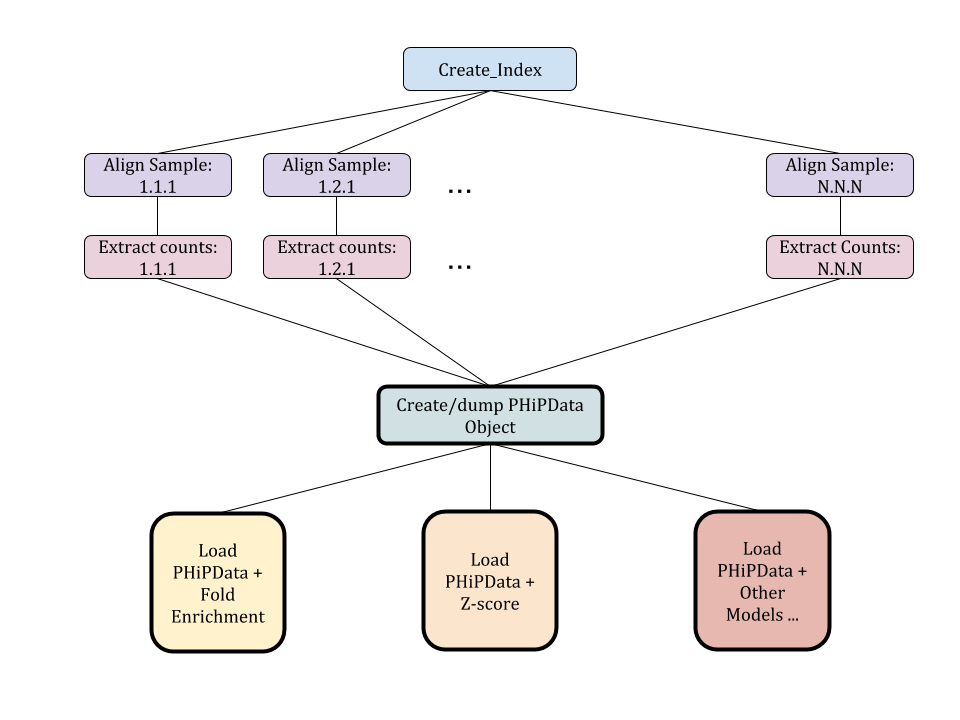 Create_Index
Align Sample:
1.1.1
Align Sample:
1.2.1
...
Align Sample:
N.N.N
Extract counts:
1.1.1
Extract counts:
1.2.1
...
Extract Counts:
N.N.N
Create/dump PHiPData
Object
Load
PHiPData +
Fold
Enrichment
Load
PHiPData +
Z-score
Load
PHiPData +
Other
Models ...